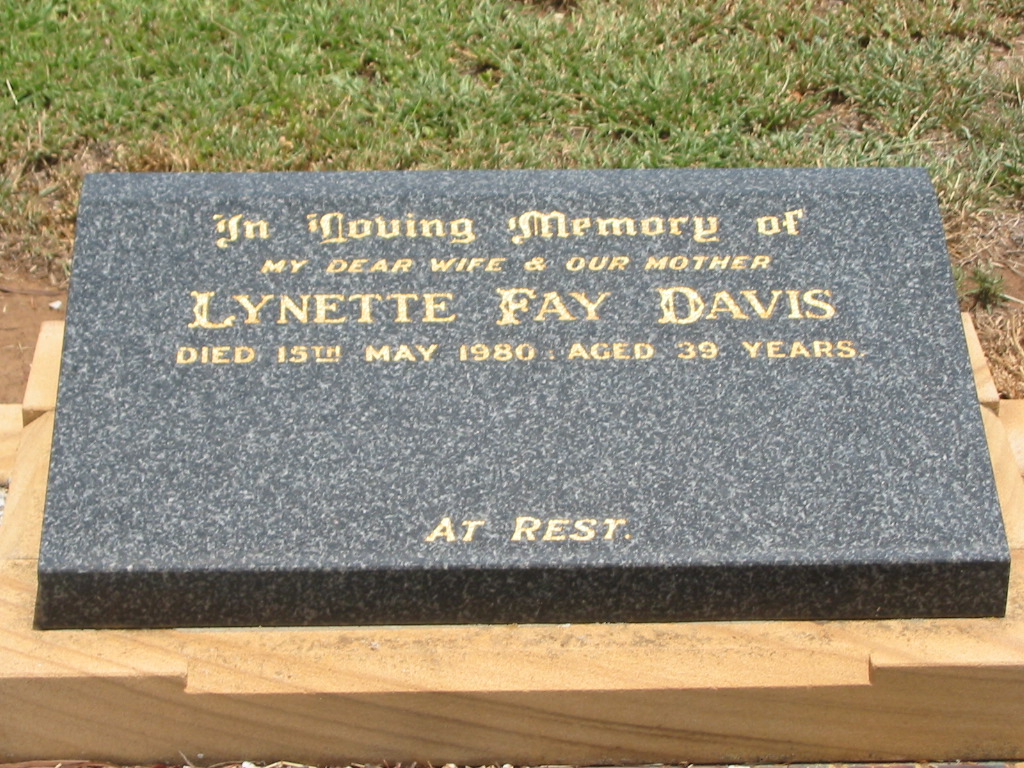 In Loving Memory of
MY DEAR WIFE & OUR MOTHER
LYNETTE FAY DAVIS
DIED 15TH MAY 1980. AGED 39 YEARS.
AT REST.